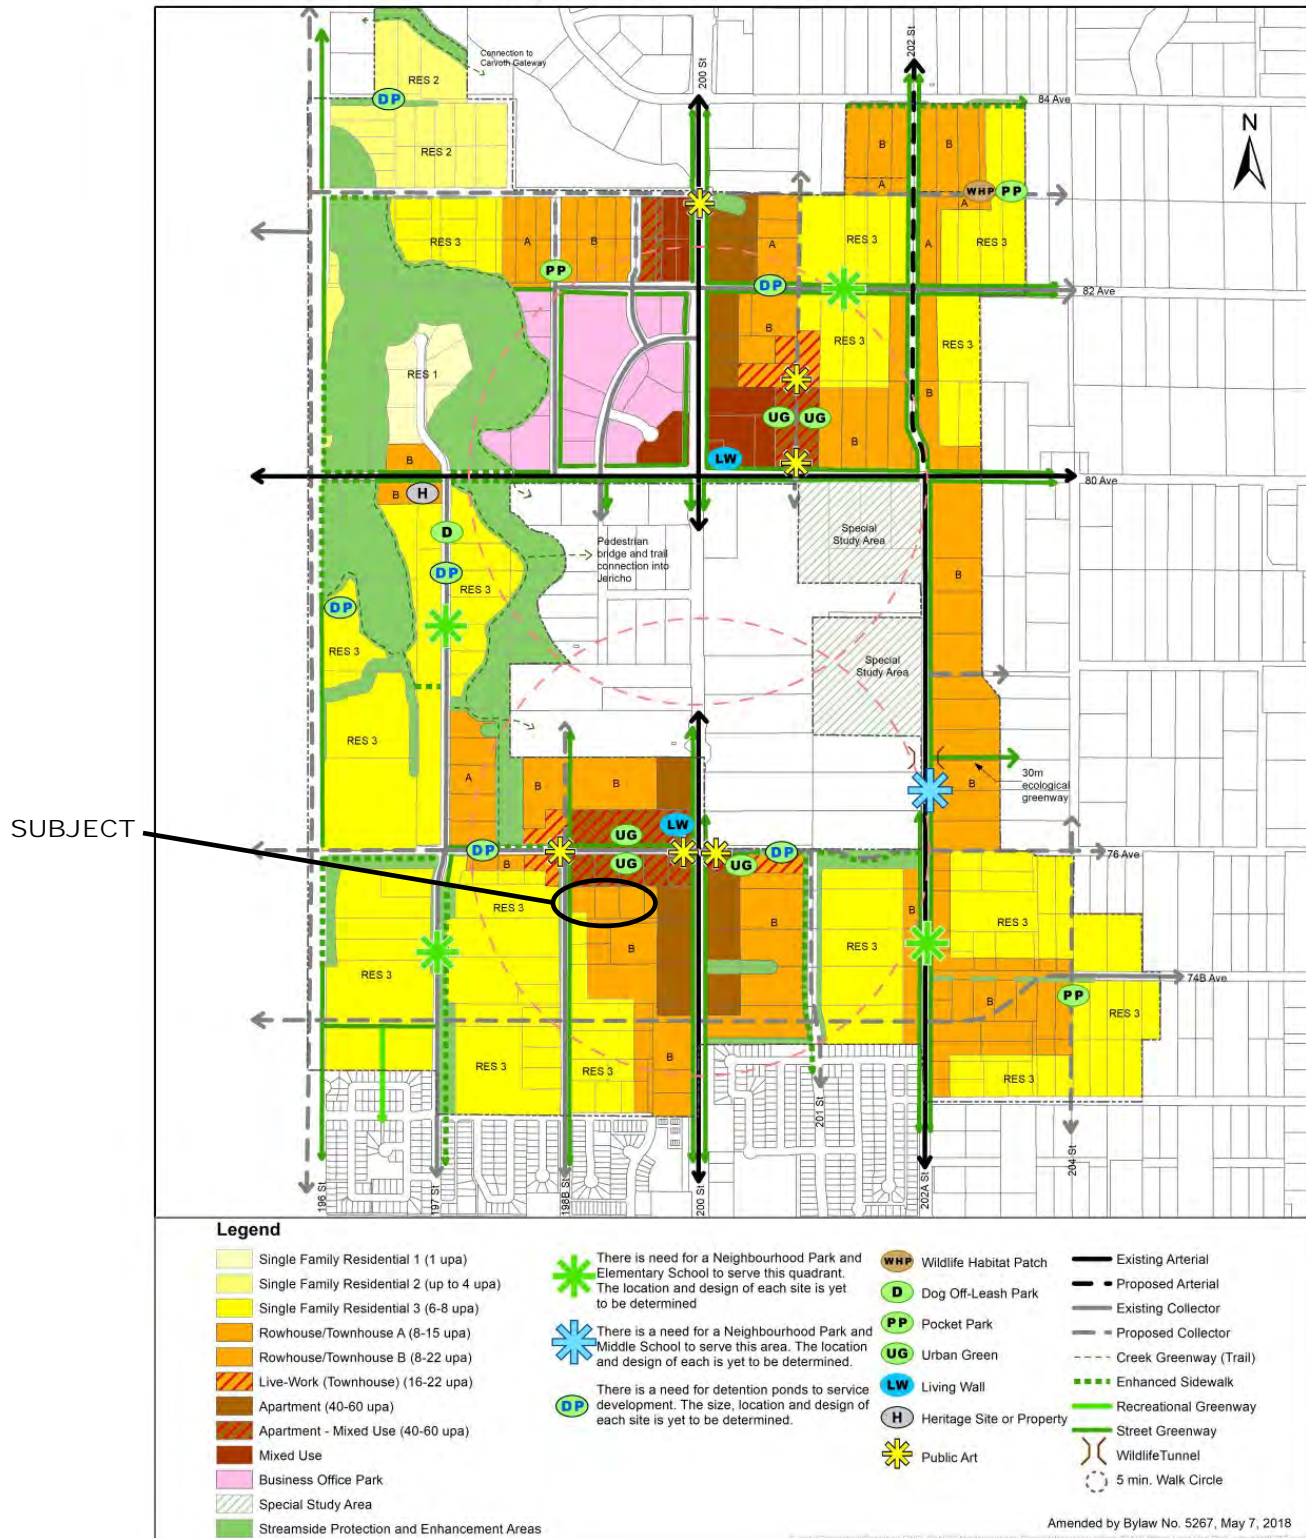 Connection to
Carvoth Gateway
200 St
202 St
RES 2
DP
84 Ave
N
RES 2
B
B
A
WHP
PP
A
RES 3
A
B
A
RES 3
A
RES 3
PP
DP
82 Ave
B
RES 3
RES 3
RES 1
B
UG
UG
B
B
LW
80 Ave
B
H
Special
Study Area
D
Pedestrian
bridge and trail
connection into
Jericho
B
DP
RES 3
DP
RES 3
Special
Study Area
RES 3
A
B
B
30m
ecological
greenway
B
SUBJECT
LW
UG
DP
76 Ave
B
UG
UG
DP
RES 3
B
B
B
RES 3
RES 3
RES 3
74B Ave
B
PP
RES 3
RES 3
RES 3
B
RES 3
201 St
204 St
196 St
197 St
198B St
200 St
202A St
Legend
Single Family Residential 1 (1 upa)
Single Family Residential 2 (up to 4 upa)
Single Family Residential 3 (6-8 upa)
Rowhouse/Townhouse A (8-15 upa)
Rowhouse/Townhouse B (8-22 upa)
Live-Work (Townhouse) (16-22 upa)
Apartment (40-60 upa)
Apartment - Mixed Use (40-60 upa)
Mixed Use
Business Office Park
Special Study Area
Streamside Protection and Enhancement Areas
There is need for a Neighbourhood Park and
Elementary School to serve this quadrant.
The location and design of each site is yet
to be determined
There is a need for a Neighbourhood Park and
Middle School to serve this area. The location
and design of each is yet to be determined.
DP
There is a need for detention ponds to service
development. The size, location and design of
each site is yet to be determined.
WHP Wildlife Habitat Patch
D Dog Off-Leash Park
PP Pocket Park
UG Urban Green
LW Living Wall
H Heritage Site or Property
Public Art
Existing Arterial
Proposed Arterial
Existing Collector
Proposed Collector
Creek Greenway (Trail)
Enhanced Sidewalk
Recreational Greenway
Street Greenway
WildlifeTunnel
5 min. Walk Circle
Amended by Bylaw No. 5267, May 7, 2018